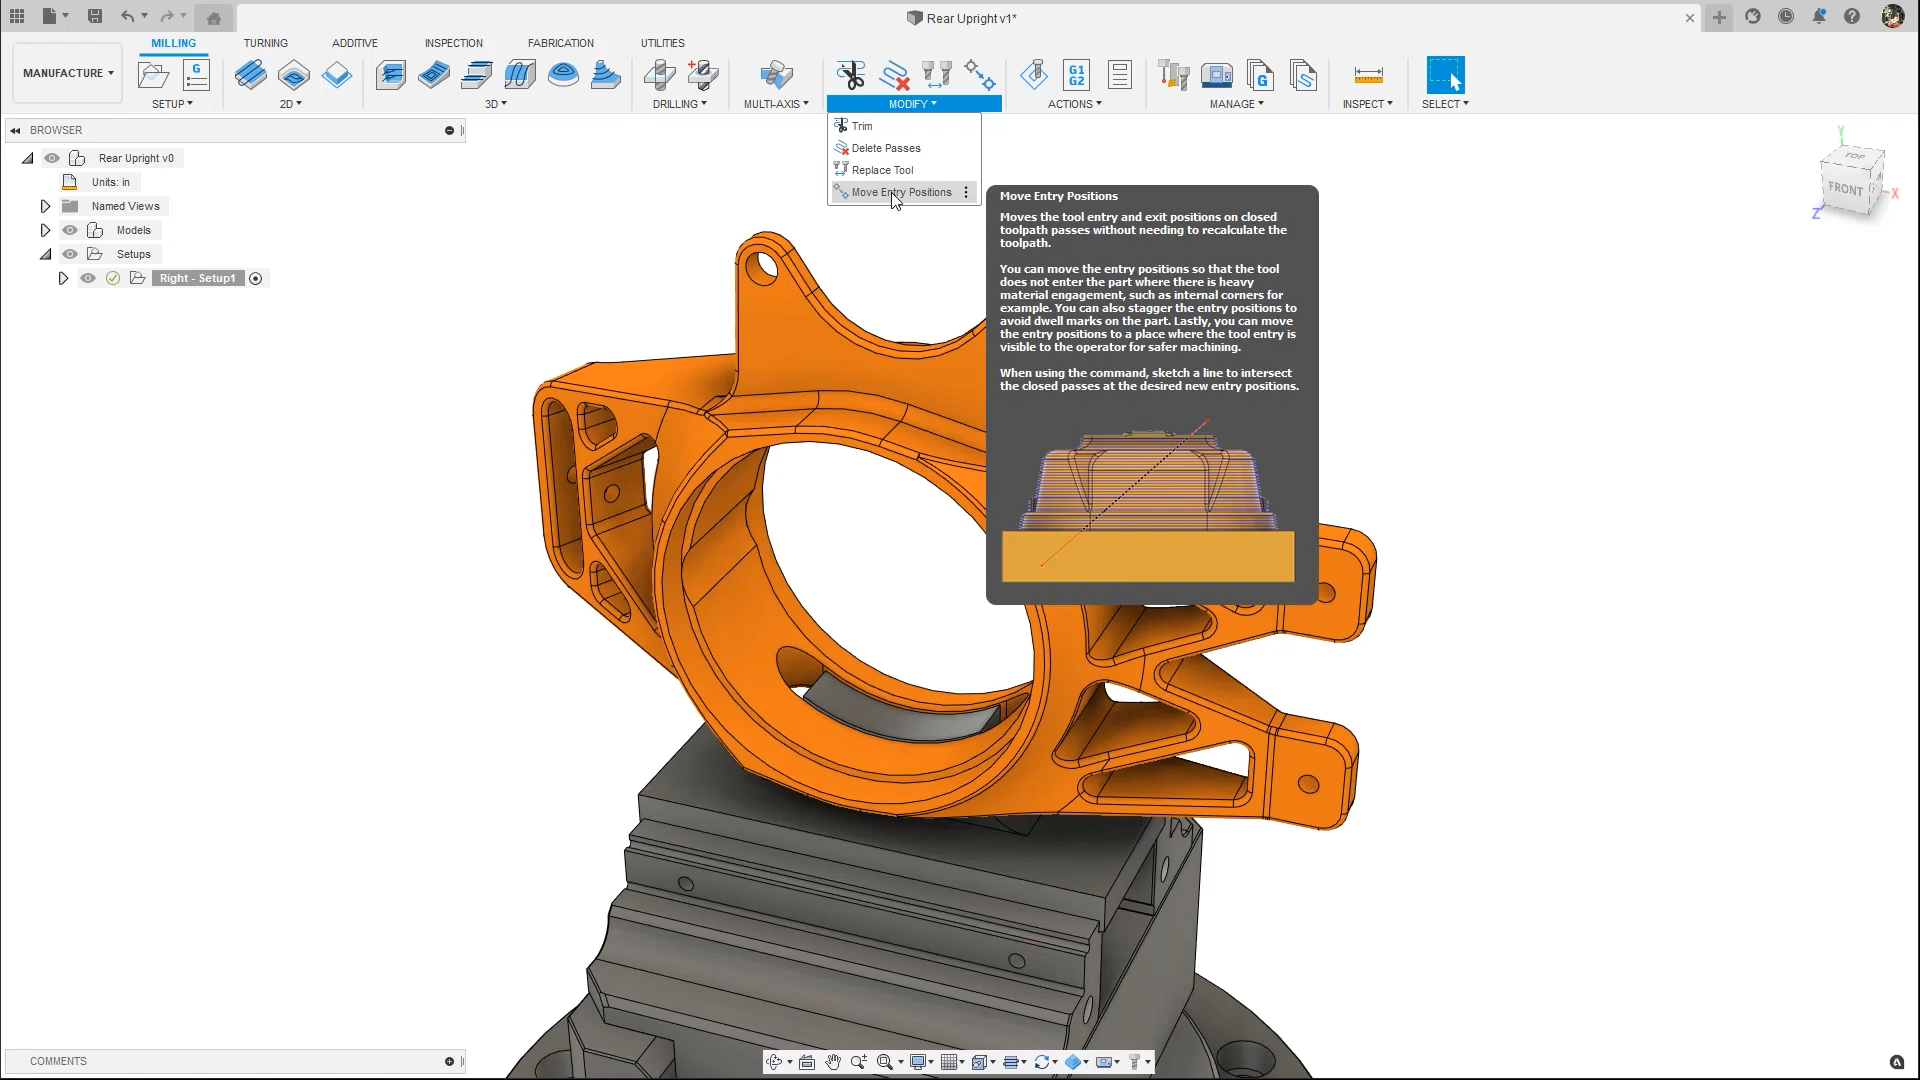 Rear Upright v1*
MANUFACTURE
MILLING
TURNING
ADDITIVE
INSPECTION
FABRICATION
UTILITIES
G
G1
G2
G
SETUP
2D
3D
DRILLING
MULTI-AXIS
MODIFY
ACTIONS
MANAGE
INSPECT
SELECT
BROWSER
Rear Upright v0
Units: in
Named Views
Models
Setups
Right - Setup1
Trim
Delete Passes
Replace Tool
Move Entry Positions
Move Entry Positions
Moves the tool entry and exit positions on closed
toolpath passes without needing to recalculate the
toolpath.
You can move the entry positions so that the tool
does not enter the part where there is heavy
material engagement, such as internal corners for
example. You can also stagger the entry positions to
avoid dwell marks on the part. Lastly, you can move
the entry positions to a place where the tool entry is
visible to the operator for safer machining.
When using the command, sketch a line to intersect
the closed passes at the desired new entry positions.
Y
TOP
FRONT
X
Z
COMMENTS